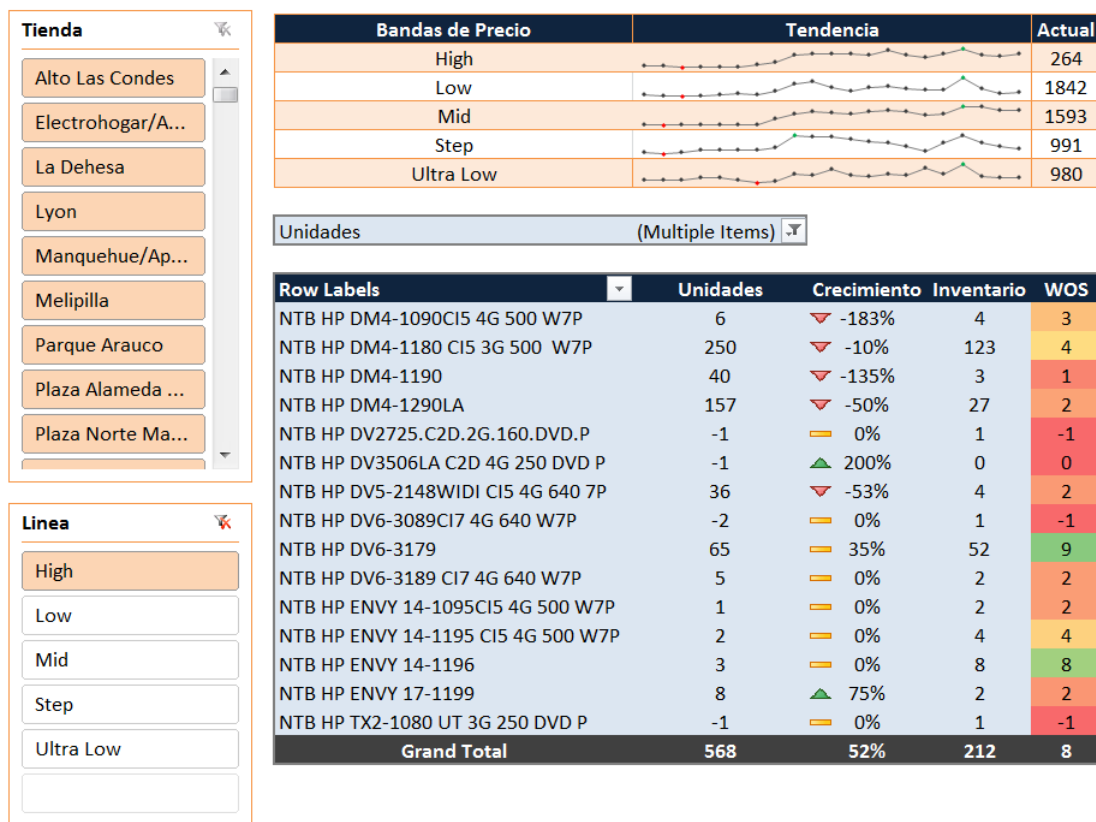 Tienda
Alto Las Condes
Electrohogar/A...
La Dehesa
Lyon
Manquehue/Ap...
Melipilla
Parque Arauco
Plaza Alameda ...
Plaza Norte Ma...
Linea
High
Low
Mid
Step
Ultra Low
Bandas de Precio Tendencia Actual
High 264
Low 1842
Mid 1593
Step 991
Ultra Low 980
Unidades (Multiple Items)
Row Labels Unidades Crecimiento Inventario WOS
NTB HP DM4-1090CI5 4G 500 W7P 6 -183% 4 3
NTB HP DM4-1180 CI5 3G 500  W7P 250 -10% 123 4
NTB HP DM4-1190 40 -135% 3 1
NTB HP DM4-1290LA 157 -50% 27 2
NTB HP DV2725.C2D.2G.160.DVD.P -1 0% 1 -1
NTB HP DV3506LA C2D 4G 250 DVD P -1 200% 0 0
NTB HP DV5-2148WIDI CI5 4G 640 7P 36 -53% 4 2
NTB HP DV6-3089CI7 4G 640 W7P -2 0% 1 -1
NTB HP DV6-3179 65 35% 52 9
NTB HP DV6-3189 CI7 4G 640 W7P 5 0% 2 2
NTB HP ENVY 14-1095CI5 4G 500 W7P 1 0% 2 2
NTB HP ENVY 14-1195 CI5 4G 500 W7P 2 0% 4 4
NTB HP ENVY 14-1196 3 0% 8 8
NTB HP ENVY 17-1199 8 75% 2 2
NTB HP TX2-1080 UT 3G 250 DVD P -1 0% 1 -1
Grand Total 568 52% 212 8